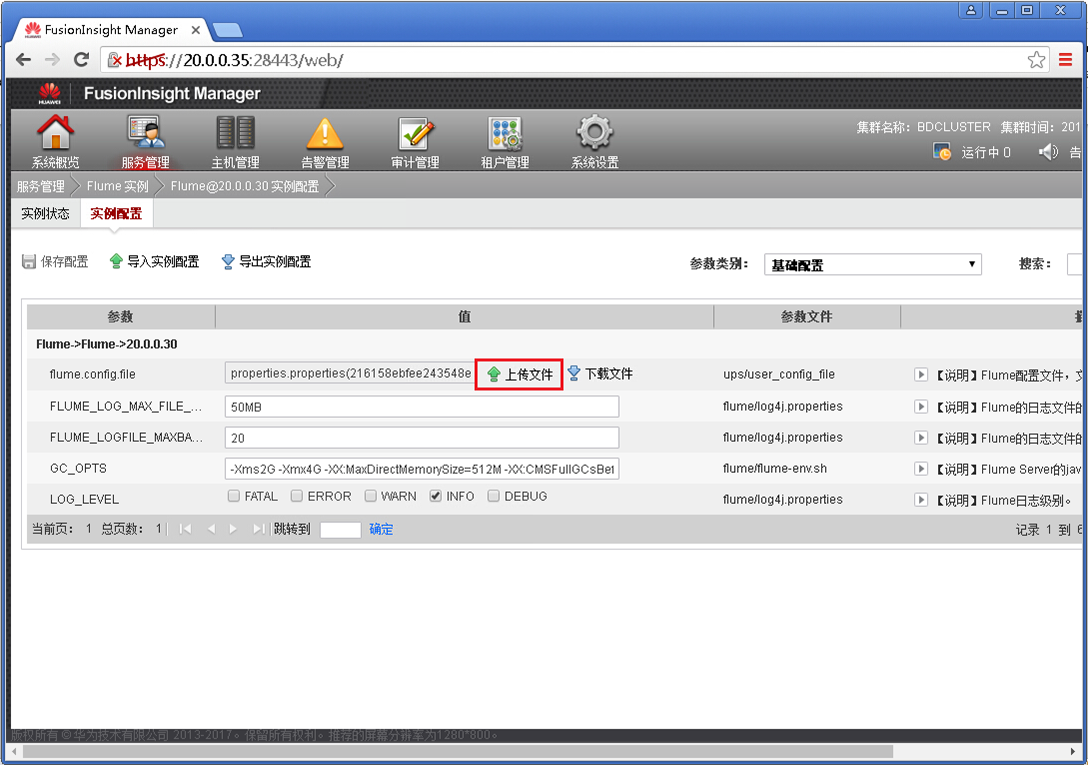 FusionInsight Manager
https://20.0.0.35:28443/web/
HUAWEI FusionInsight Manager
系统概览 服务管理 主机管理 告警管理 审计管理 租户管理 系统设置
集群名称: BDCLUSTER 集群时间: 201
运行中 0 告
服务管理 Flume 实例 Flume@20.0.0.30 实例配置
实例状态 实例配置
保存配置 导入实例配置 导出实例配置 参数类别: 基础配置 搜索:
参数 值 参数文件
Flume->Flume->20.0.0.30
flume.config.file properties.properties(216158ebfee243548e 上传文件 下载文件 ups/user_config_file 【说明】Flume配置文件，文
FLUME_LOG_MAX_FILE_... 50MB flume/log4j.properties 【说明】Flume的日志文件的
FLUME_LOGFILE_MAXBA... 20 flume/log4j.properties 【说明】Flume的日志文件的
GC_OPTS -Xms2G -Xmx4G -XX:MaxDirectMemorySize=512M -XX:CMSFullGCsBef flume/flume-env.sh 【说明】Flume Server的jav
LOG_LEVEL FATAL ERROR WARN INFO DEBUG flume/log4j.properties 【说明】Flume日志级别。
当前页: 1 总页数: 1 跳转到 确定 记录 1 到 6
版权所有 © 华为技术有限公司 2013-2017。保留所有权利。推荐的屏幕分辨率为1280*800。